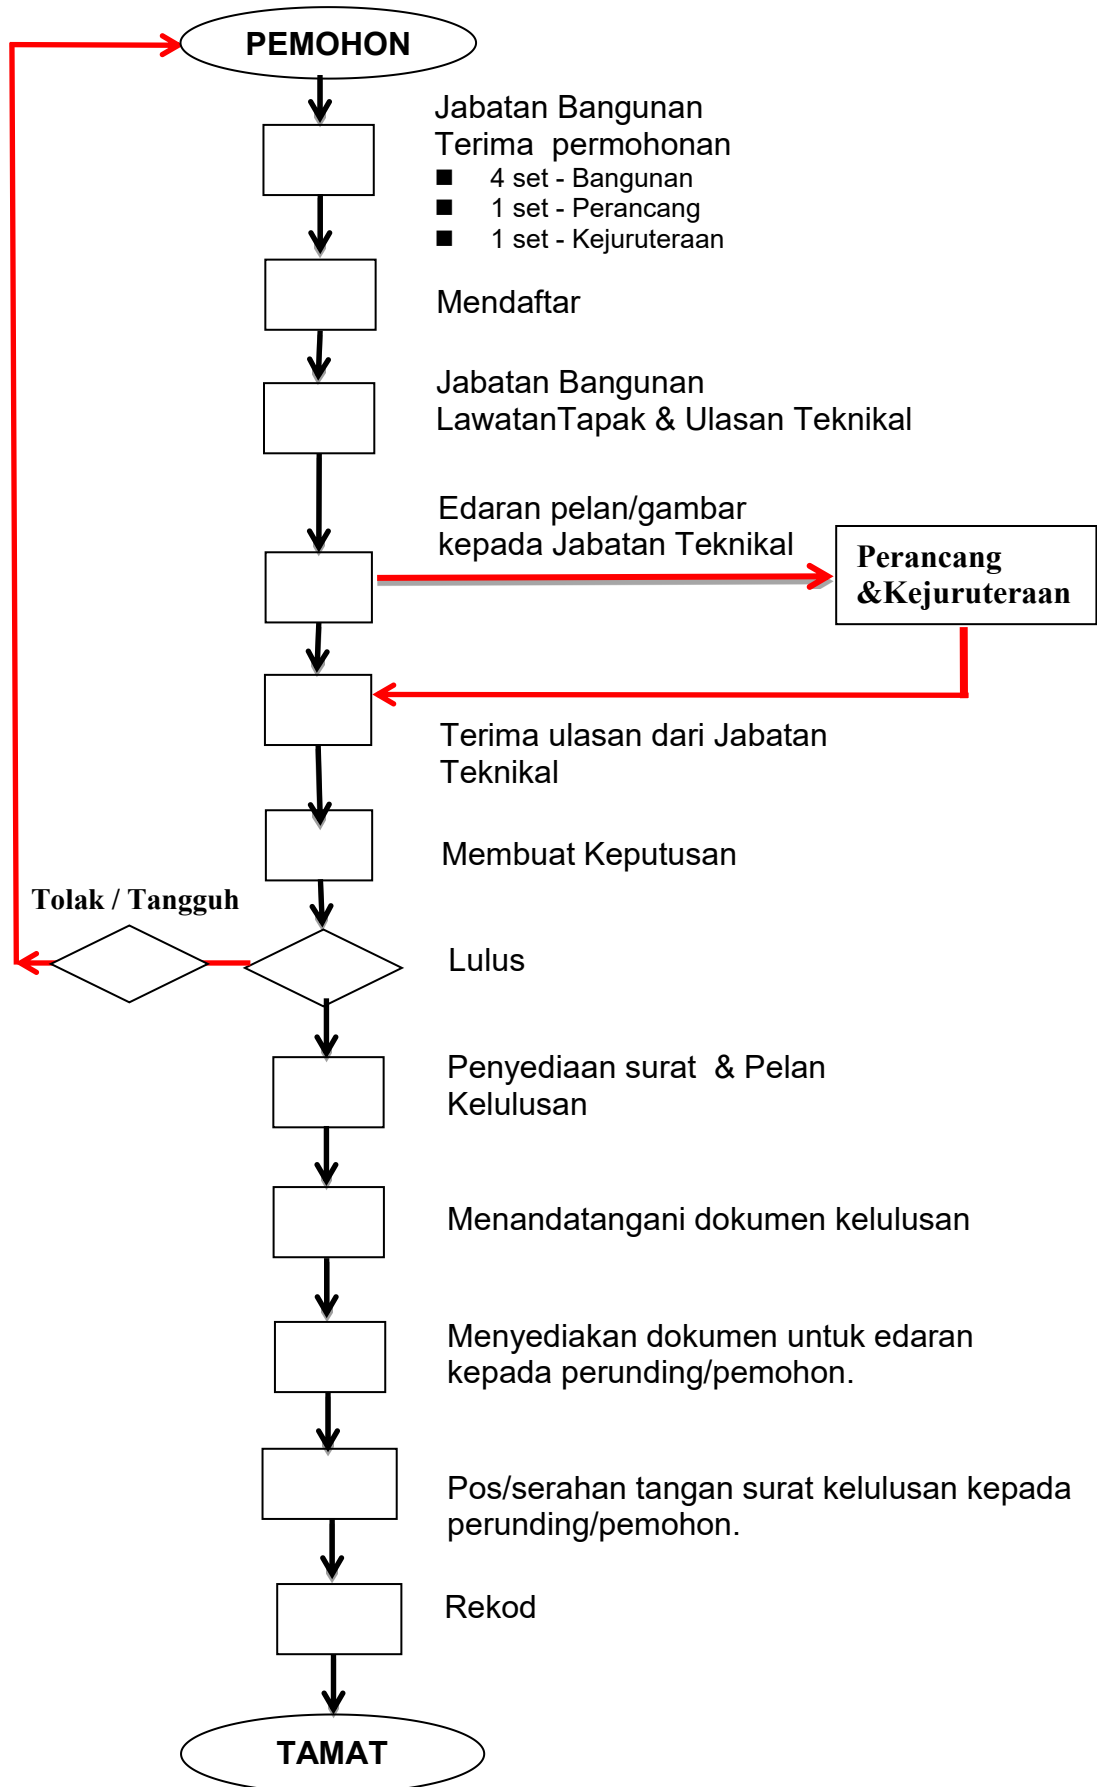 PEMOHON
Jabatan Bangunan
Terima permohonan
■ 4 set - Bangunan
■ 1 set - Perancang
■ 1 set - Kejuruteraan
Mendaftar
Jabatan Bangunan
LawatanTapak & Ulasan Teknikal
Edaran pelan/gambar
kepada Jabatan Teknikal
Perancang
&Kejuruteraan
Terima ulasan dari Jabatan
Teknikal
Membuat Keputusan
Tolak / Tangguh
Lulus
Penyediaan surat & Pelan
Kelulusan
Menandatangani dokumen kelulusan
Menyediakan dokumen untuk edaran
kepada perunding/pemohon.
Pos/serahan tangan surat kelulusan kepada
perunding/pemohon.
Rekod
TAMAT